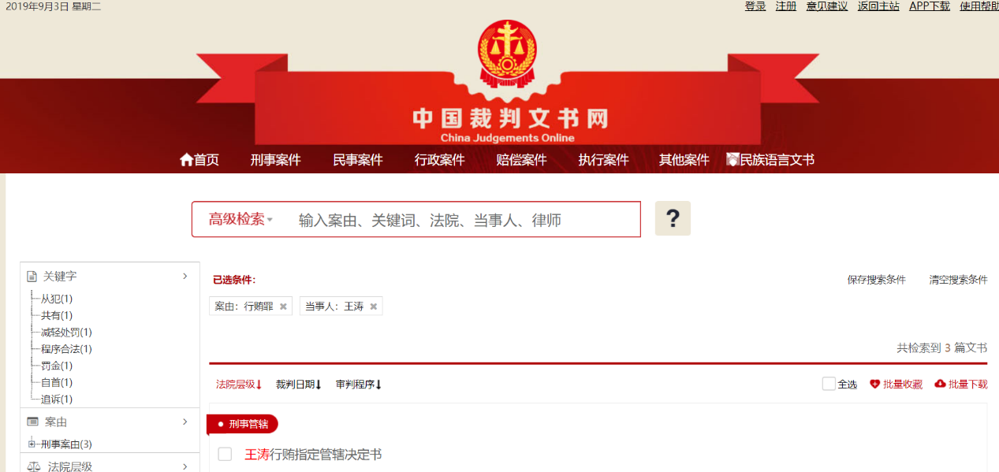 2019年9月3日 星期二
登录 注册 意见建议 返回主站 APP下载 使用帮助
中国裁判文书网
China Judgements Online
首页 刑事案件 民事案件 行政案件 赔偿案件 执行案件 其他案件 民族语言文书
高级检索 输入案由、关键词、法院、当事人、律师 ?
关键字
从犯(1)
共有(1)
减轻处罚(1)
程序合法(1)
罚金(1)
自首(1)
追诉(1)
案由
刑事案由(3)
法院层级
已选条件:
保存搜索条件 清空搜索条件
案由：行贿罪 × 当事人：王涛 ×
共检索到 3 篇文书
法院层级↓ 裁判日期↓ 审判程序↓
全选 批量收藏 批量下载
刑事管辖
王涛行贿指定管辖决定书